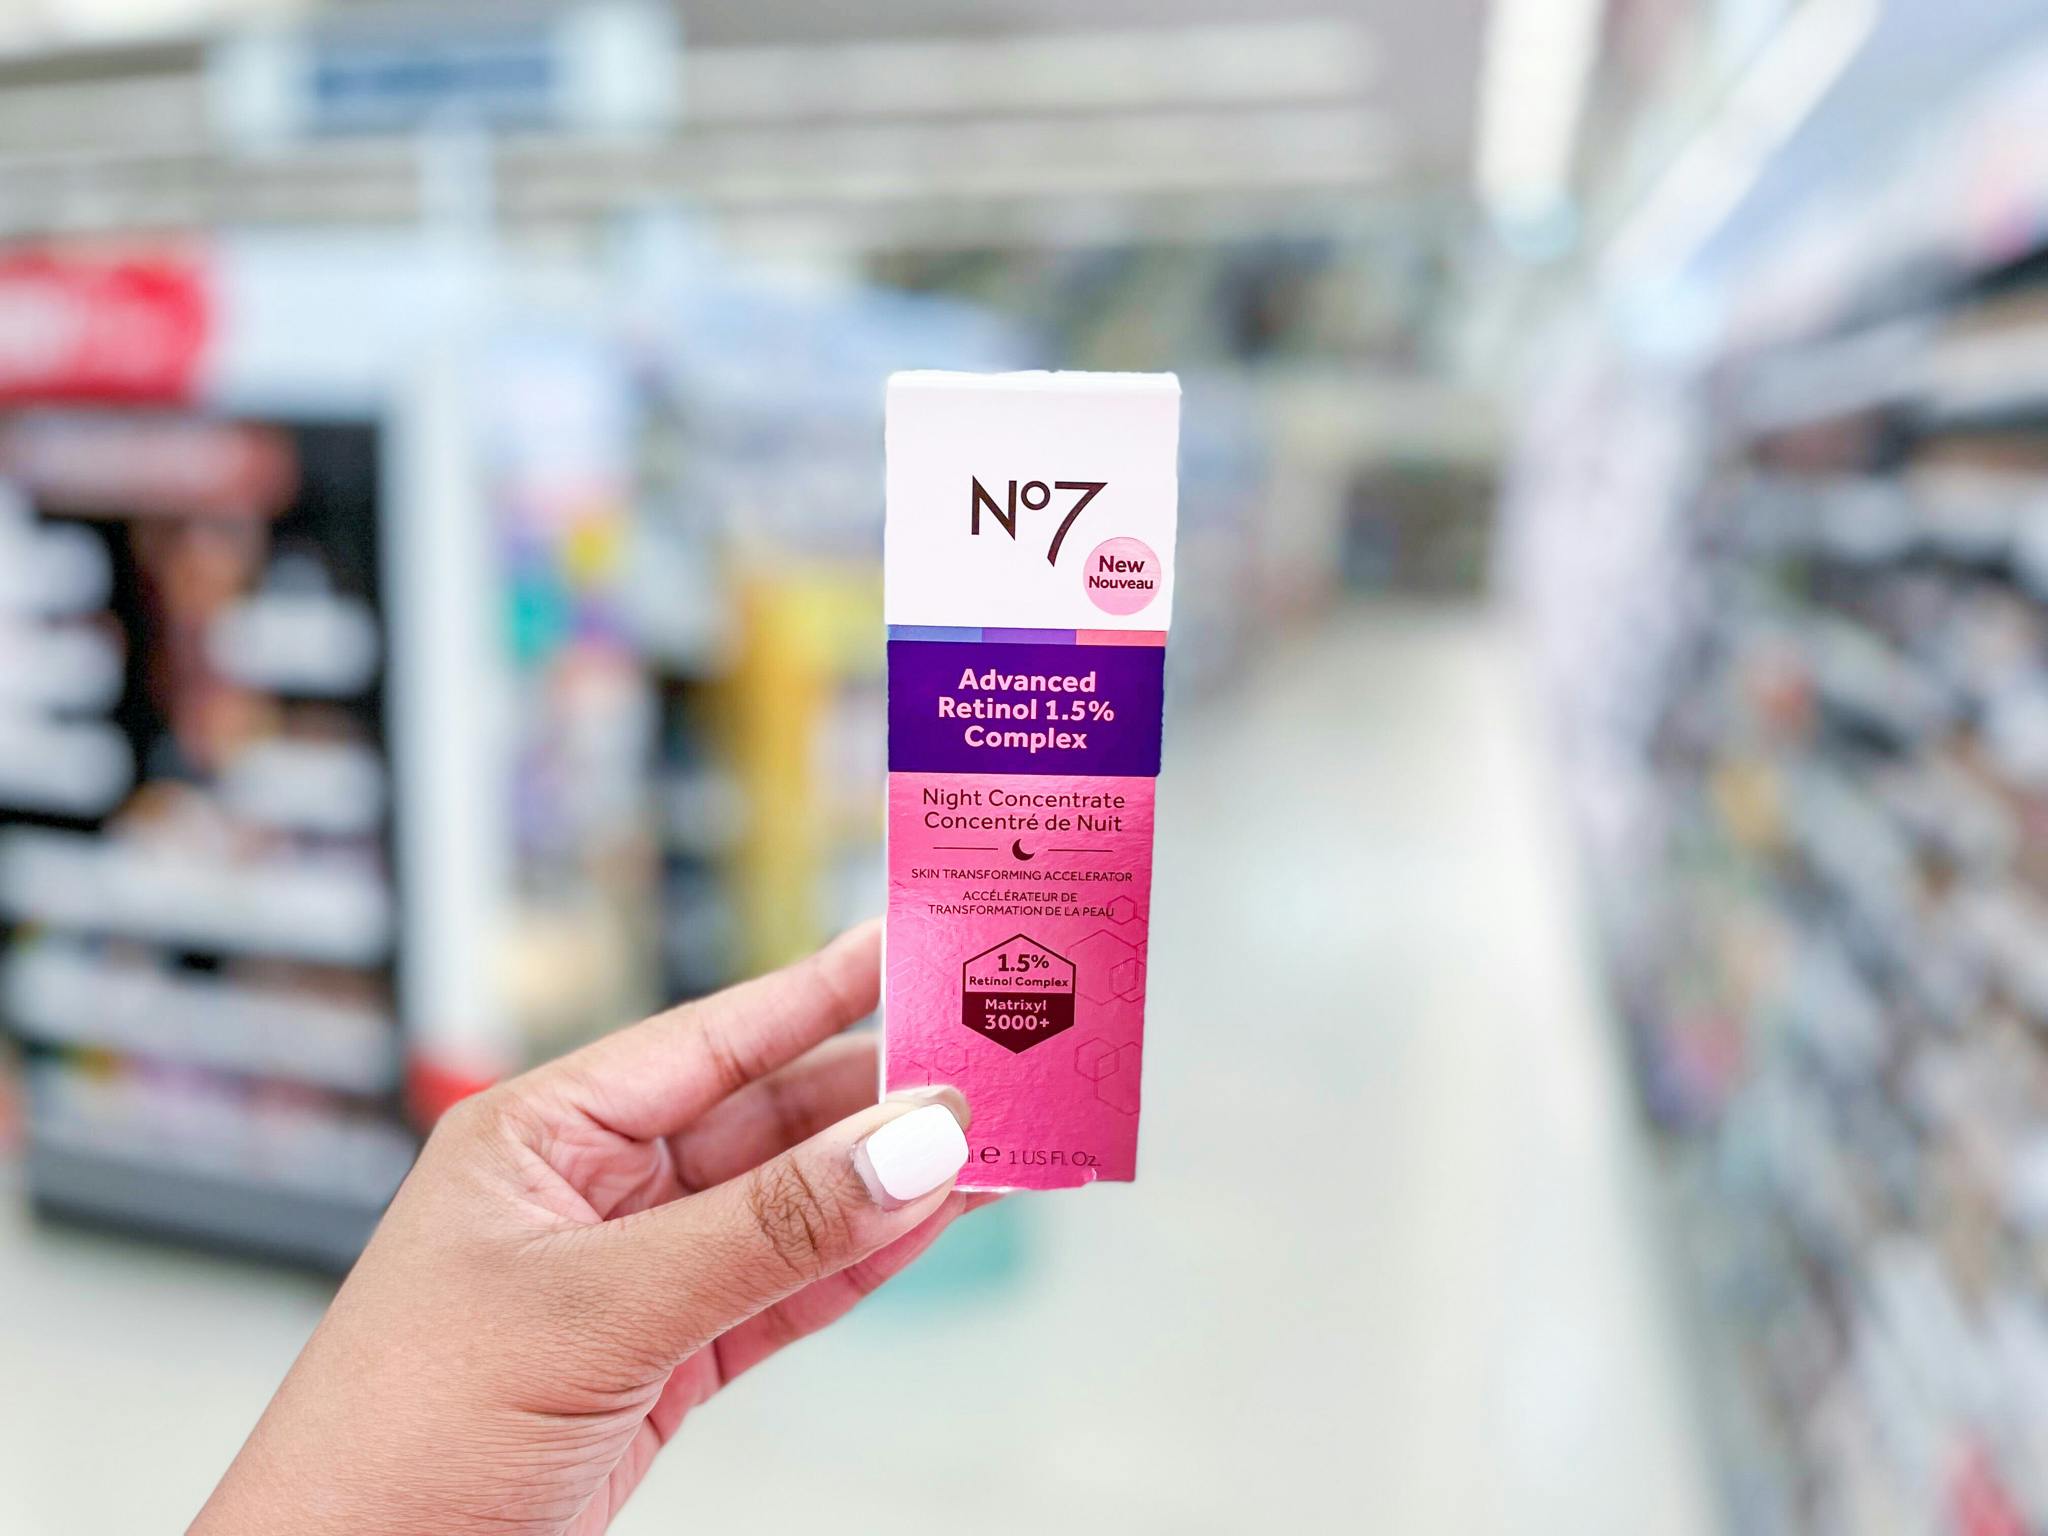 Nº7
New
Nouveau
Advanced
Retinol 1.5%
Complex
Night Concentrate
Concentré de Nuit
SKIN TRANSFORMING ACCELERATOR
ACCÉLÉRATEUR DE
TRANSFORMATION DE LA PEAU
1.5%
Retinol Complex
Matrixyl
3000+
e 1 US Fl. Oz.